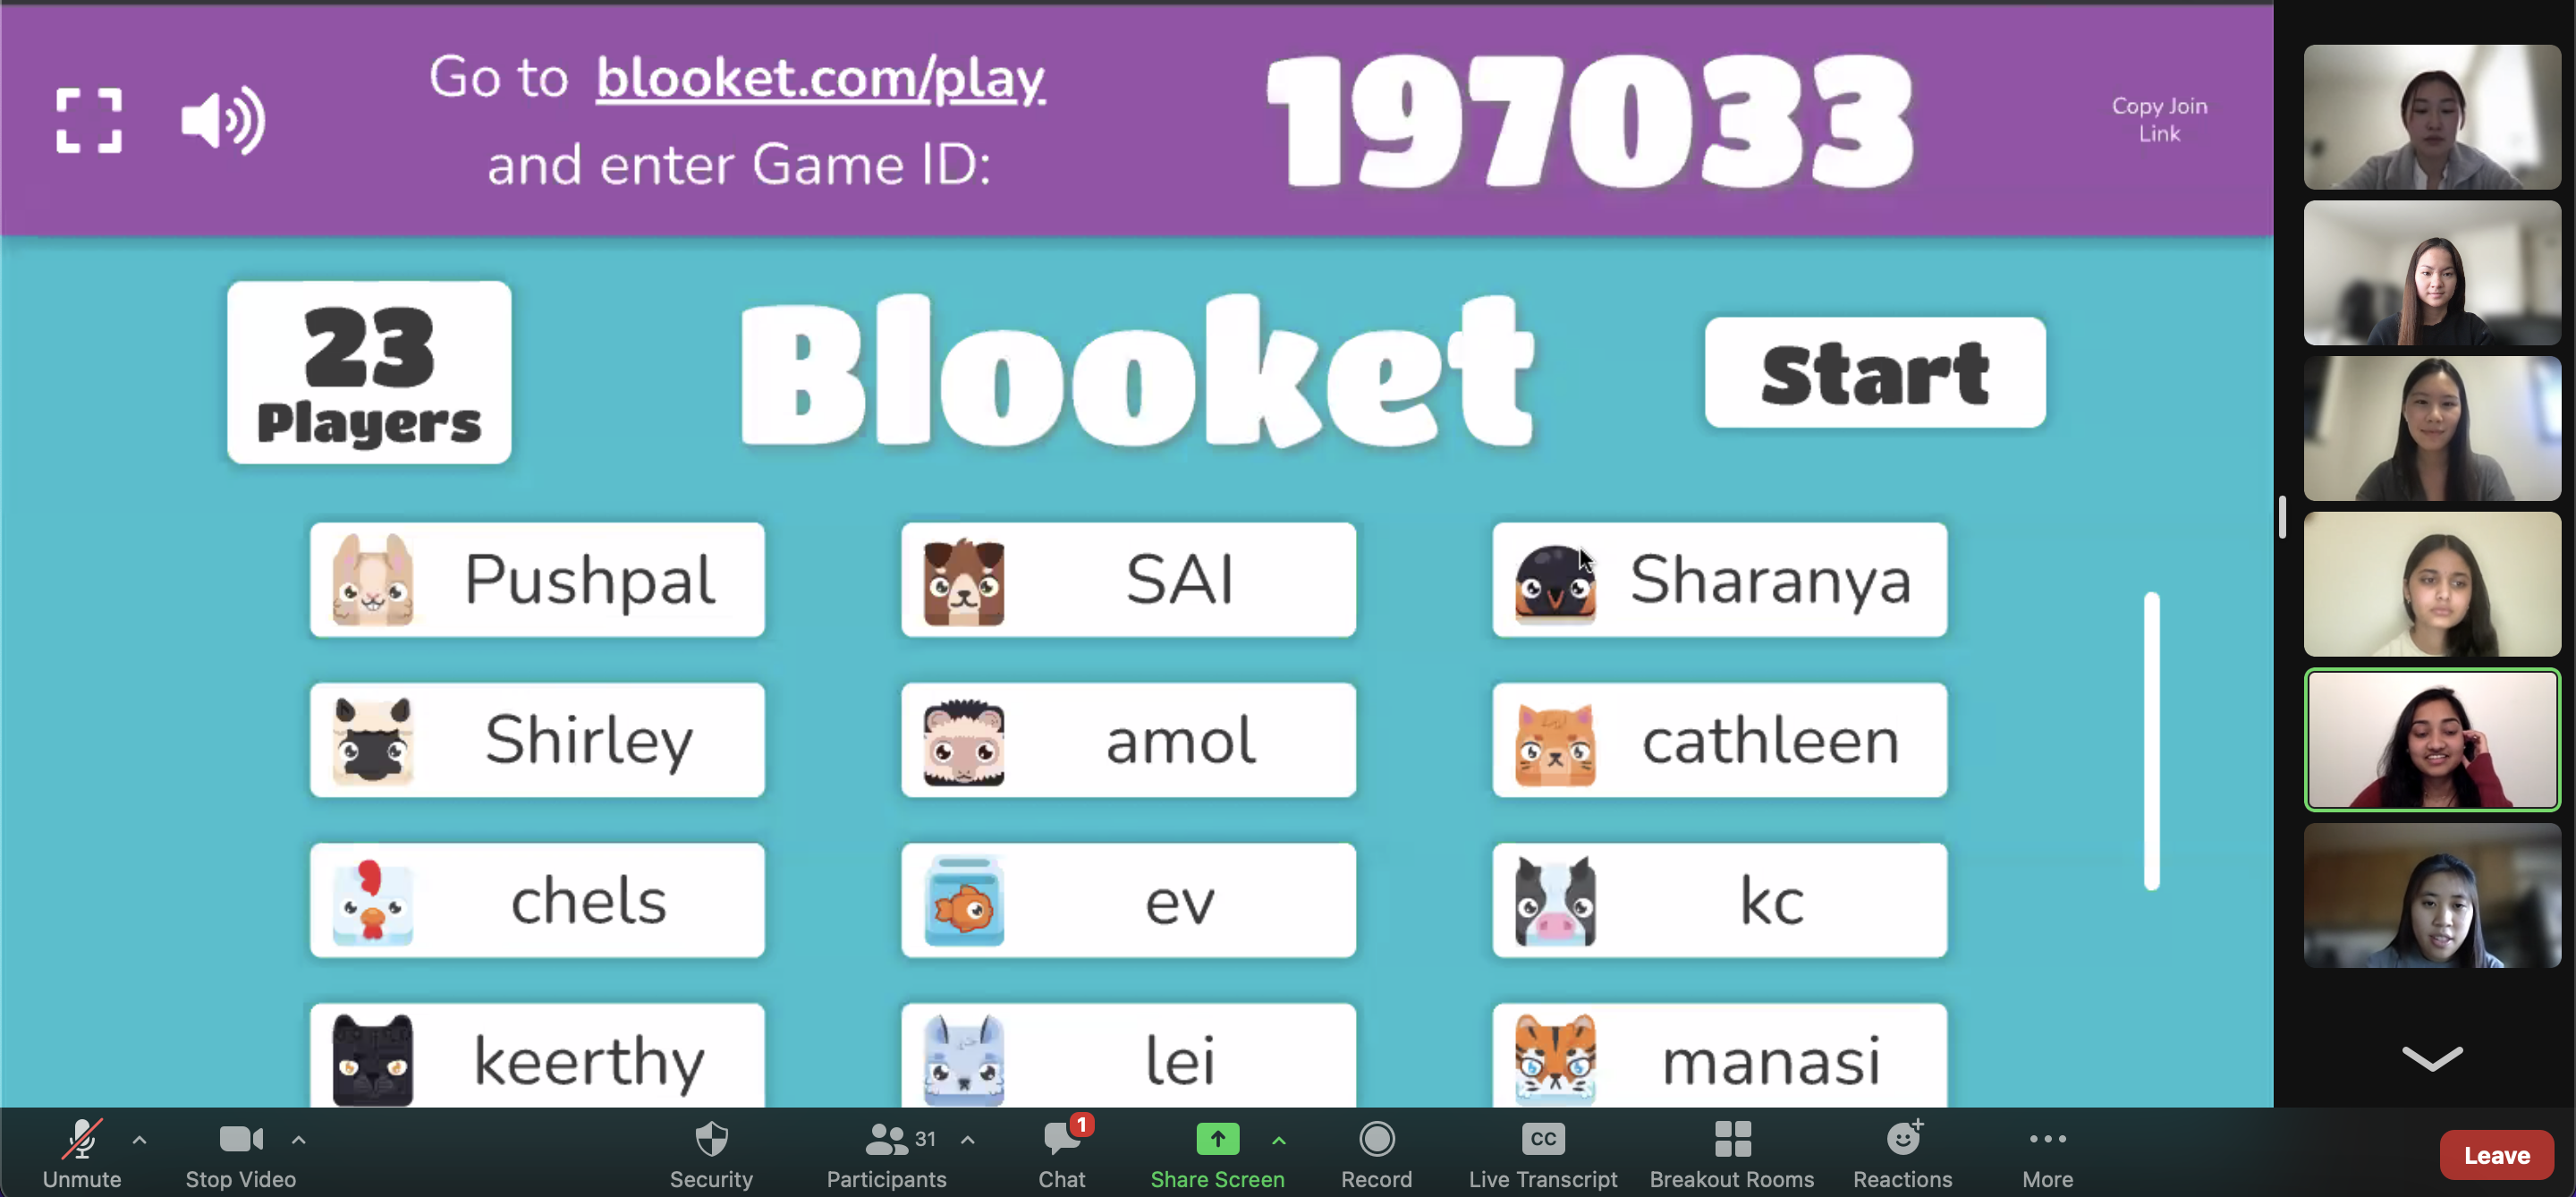 Go to blooket.com/play
and enter Game ID:
197033
Copy Join
Link
23
Players
Blooket
Start
Pushpal
SAI
Sharanya
Shirley
amol
cathleen
chels
ev
kc
keerthy
lei
manasi
Unmute
Stop Video
Security
31
Participants
1
Chat
Share Screen
Record
CC
Live Transcript
Breakout Rooms
Reactions
More
Leave